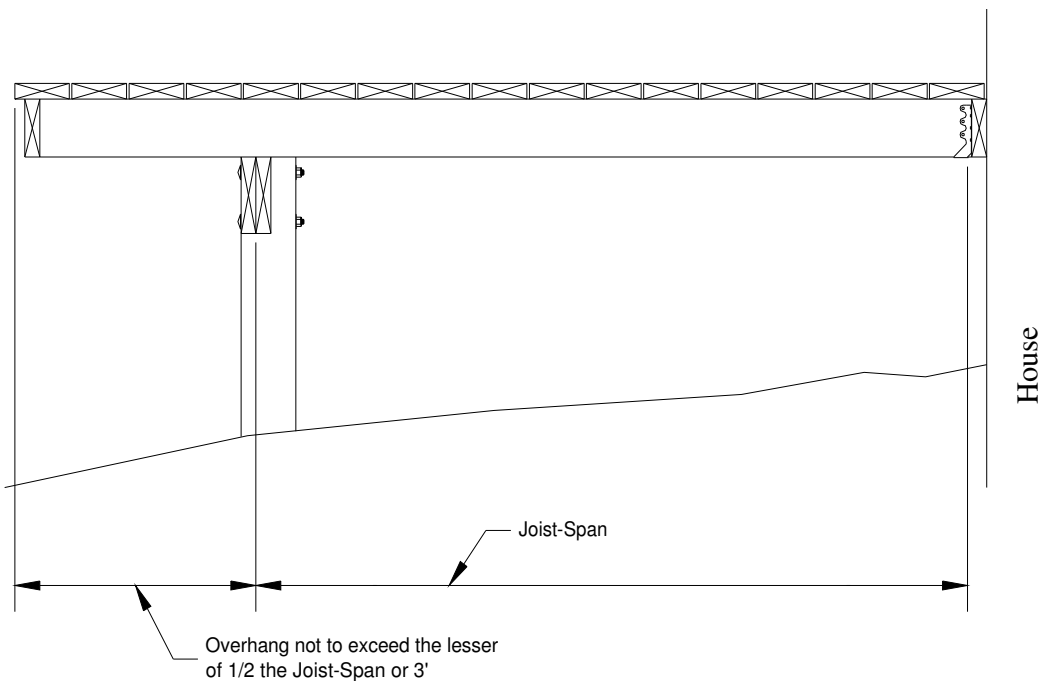 House
Joist-Span
Overhang not to exceed the lesser
of 1/2 the Joist-Span or 3'